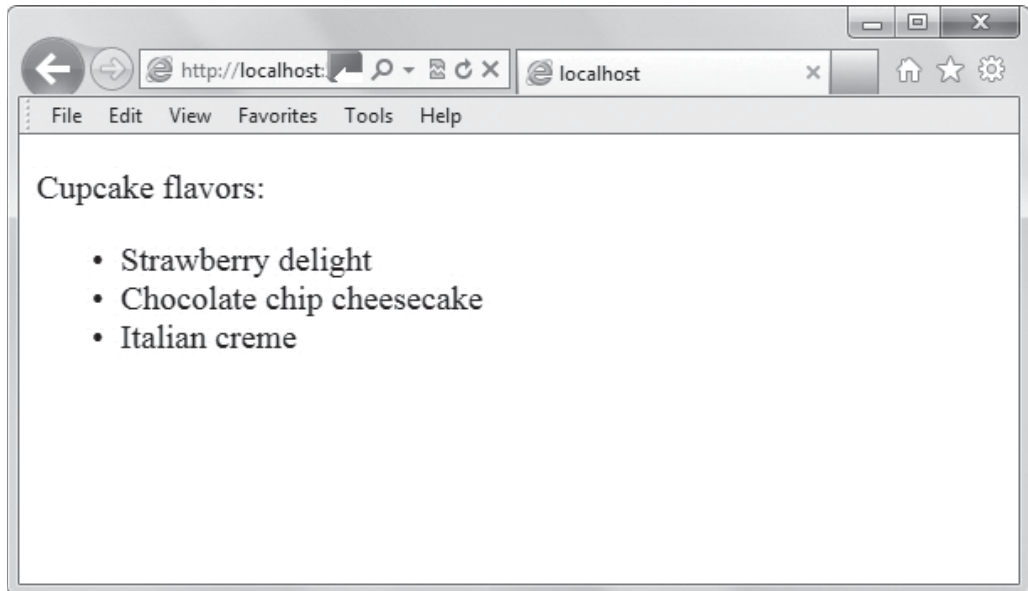 http://localhost:
localhost
File Edit View Favorites Tools Help
Cupcake flavors:
• Strawberry delight
• Chocolate chip cheesecake
• Italian creme